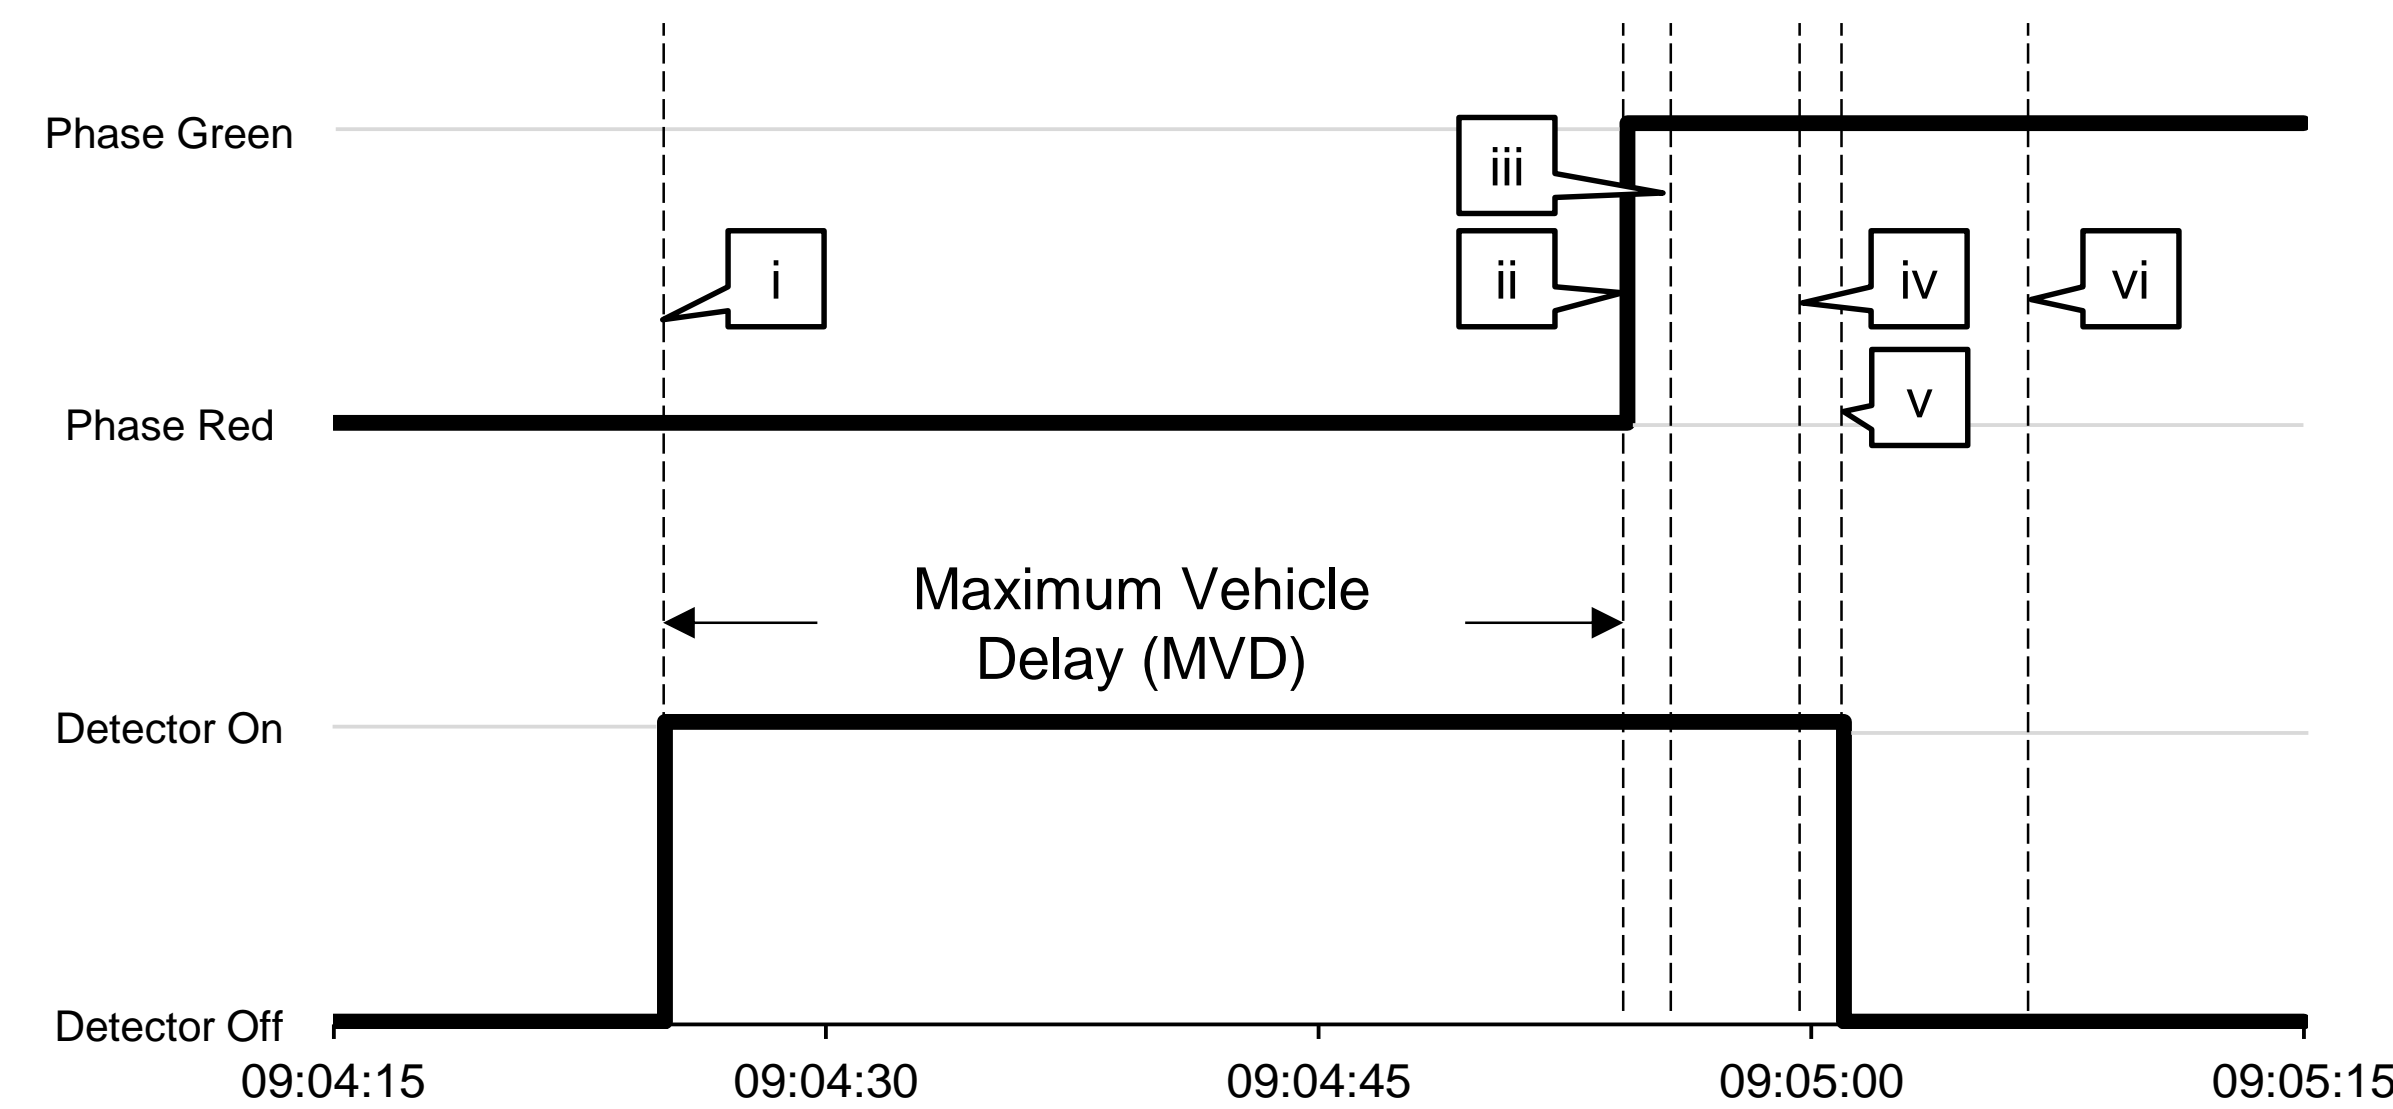 Phase Green
iii
i
ii
iv
vi
v
Phase Red
Maximum Vehicle
Delay (MVD)
Detector On
Detector Off
09:04:15
09:04:30
09:04:45
09:05:00
09:05:15